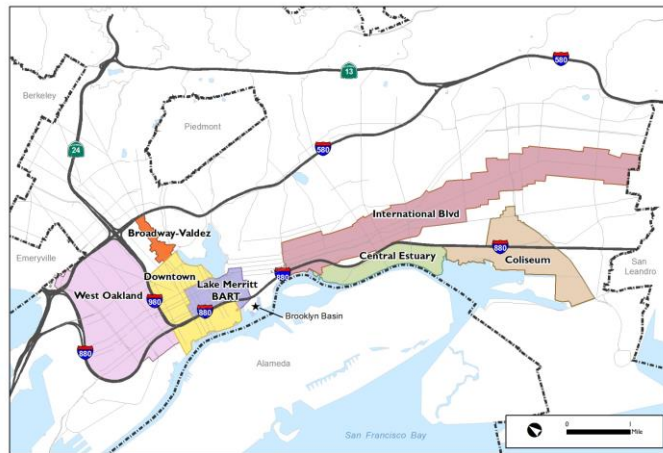 13
580
Berkeley
Piedmont
24
580
International Blvd
Broadway-Valdez
880
Emeryville
880
Central Estuary
Coliseum
San
Leandro
Downtown
Lake Merritt
BART
West Oakland
980
880
Brooklyn Basin
880
Alameda
0 1
Mile
San Francisco Bay